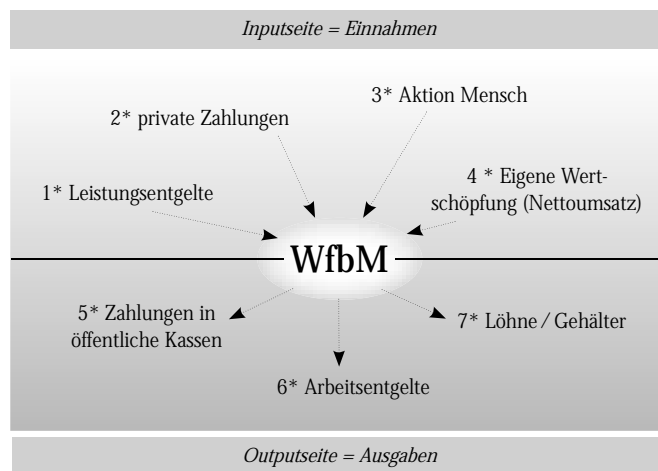 Inputseite = Einnahmen
3* Aktion Mensch
2* private Zahlungen
4 * Eigene Wert-
schöpfung (Nettoumsatz)
1* Leistungsentgelte
WfbM
5* Zahlungen in
öffentliche Kassen
7* Löhne / Gehälter
6* Arbeitsentgelte
Outputseite = Ausgaben